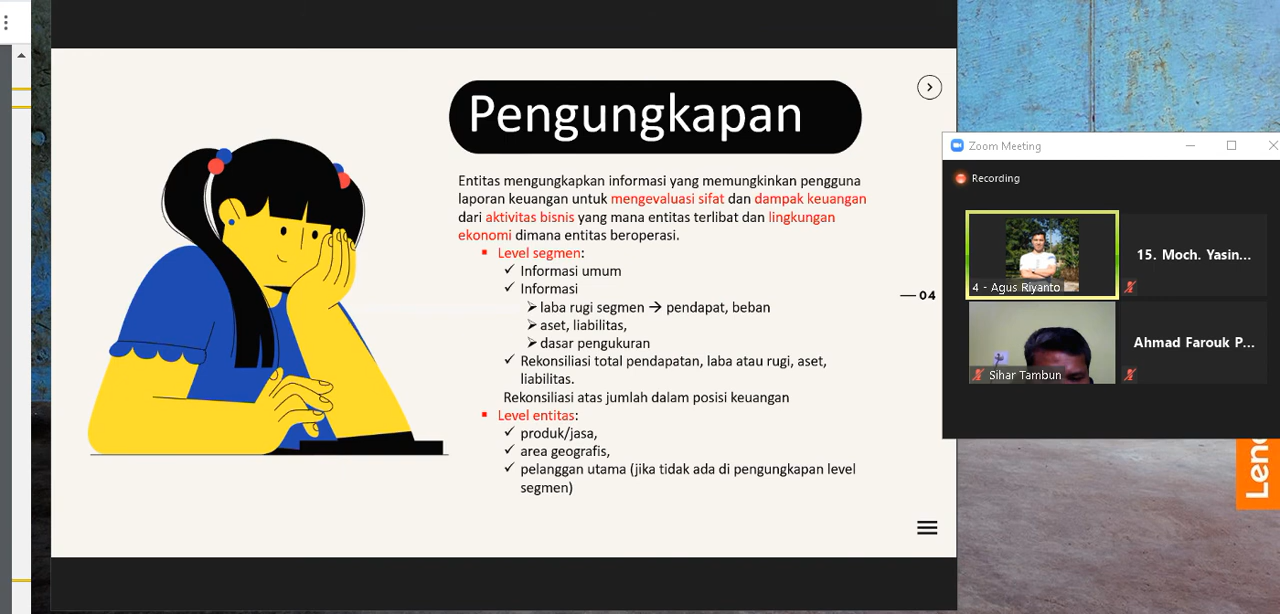 Pengungkapan
Entitas mengungkapkan informasi yang memungkinkan pengguna
laporan keuangan untuk mengevaluasi sifat dan dampak keuangan
dari aktivitas bisnis yang mana entitas terlibat dan lingkungan
ekonomi dimana entitas beroperasi.
Level segmen:
Informasi umum
Informasi
laba rugi segmen → pendapat, beban
aset, liabilitas,
dasar pengukuran
Rekonsiliasi total pendapatan, laba atau rugi, aset,
liabilitas.
Rekonsiliasi atas jumlah dalam posisi keuangan
Level entitas:
produk/jasa,
area geografis,
pelanggan utama (jika tidak ada di pengungkapan level
segmen)
04
Zoom Meeting
Recording
4 - Agus Riyanto
15. Moch. Yasin...
Sihar Tambun
Ahmad Farouk P...
Leno